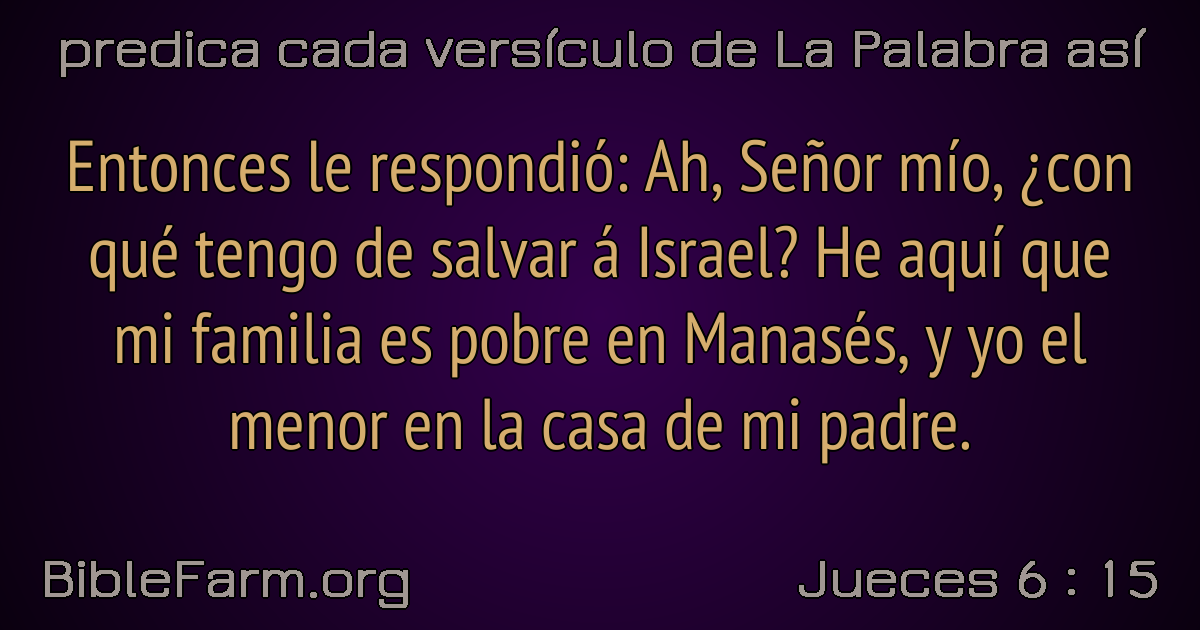 predica cada versículo de La Palabra así
Entonces le respondió: Ah, Señor mío, ¿con
qué tengo de salvar á Israel? He aquí que
mi familia es pobre en Manasés, y yo el
menor en la casa de mi padre.
BibleFarm.org
Jueces 6 : 15